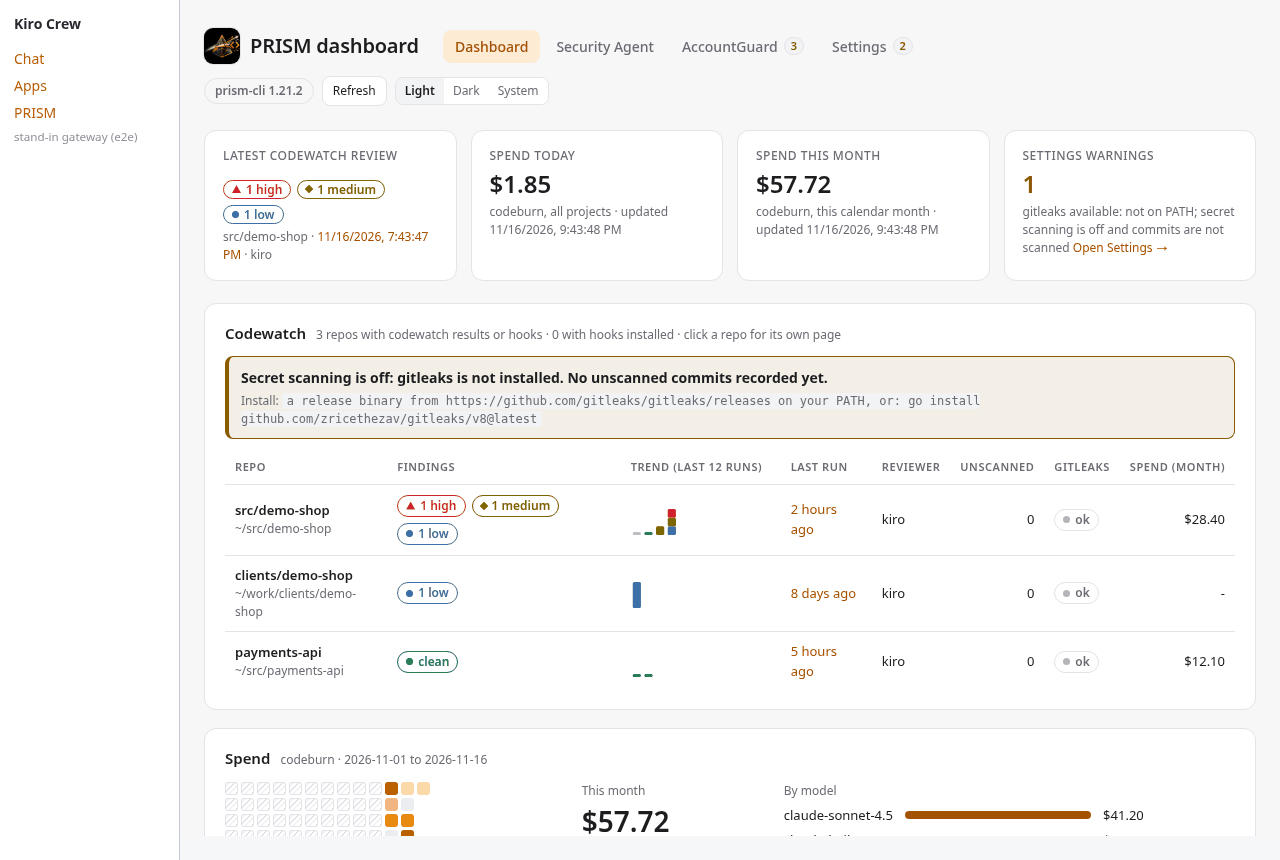 Kiro Crew
Chat
Apps
PRISM
stand-in gateway (e2e)
PRISM dashboard
Dashboard
Security Agent
AccountGuard 3
Settings 2
prism-cli 1.21.2
Refresh
Light
Dark
System
LATEST CODEWATCH REVIEW
1 high
1 medium
1 low
src/demo-shop · 11/16/2026, 7:43:47
PM · kiro
SPEND TODAY
$1.85
codeburn, all projects · updated
11/16/2026, 9:43:48 PM
SPEND THIS MONTH
$57.72
codeburn, this calendar month ·
updated 11/16/2026, 9:43:48 PM
SETTINGS WARNINGS
1
gitleaks available: not on PATH; secret
scanning is off and commits are not
scanned Open Settings →
Codewatch 3 repos with codewatch results or hooks · 0 with hooks installed · click a repo for its own page
Secret scanning is off: gitleaks is not installed. No unscanned commits recorded yet.
Install: a release binary from https://github.com/gitleaks/gitleaks/releases on your PATH, or: go install
github.com/zricethezav/gitleaks/v8@latest
REPO FINDINGS TREND (LAST 12 RUNS) LAST RUN REVIEWER UNSCANNED GITLEAKS SPEND (MONTH)
src/demo-shop
~/src/demo-shop
1 high
1 medium
1 low
2 hours
ago
kiro
0
ok
$28.40
clients/demo-shop
~/work/clients/demo-
shop
1 low
8 days ago
kiro
0
ok
-
payments-api
~/src/payments-api
clean
5 hours
ago
kiro
0
ok
$12.10
Spend codeburn · 2026-11-01 to 2026-11-16
This month
$57.72
By model
claude-sonnet-4.5 $41.20